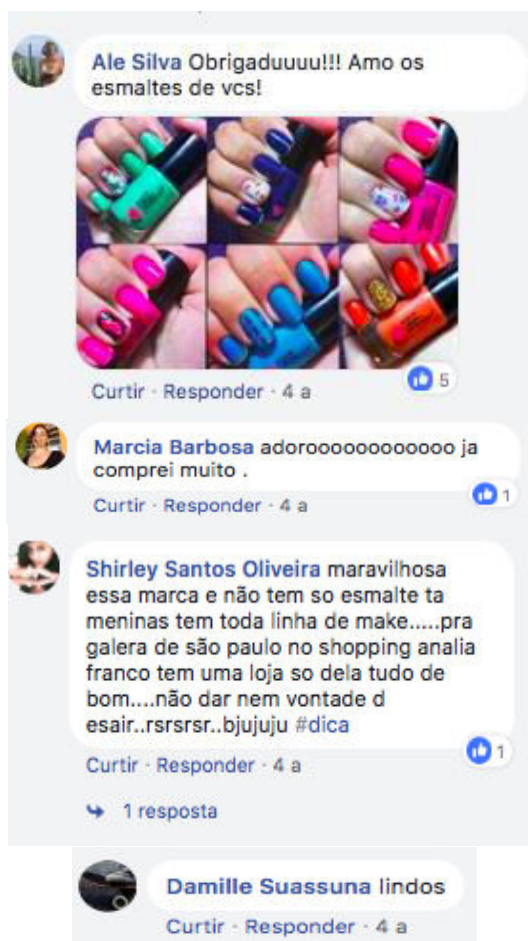 Ale Silva Obrigaduuuu!!! Amo os
esmaltes de vcs!
Curtir · Responder · 4 a
5
Marcia Barbosa adoroooooooooooo ja
comprei muito .
Curtir · Responder · 4 a
1
Shirley Santos Oliveira maravilhosa
essa marca e não tem so esmalte ta
meninas tem toda linha de make.....pra
galera de são paulo no shopping analia
franco tem uma loja so dela tudo de
bom....não dar nem vontade d
esair..rsrsrsr..bjujuju #dica
Curtir · Responder · 4 a
1
1 resposta
Damille Suassuna lindos
Curtir · Responder · 4 a